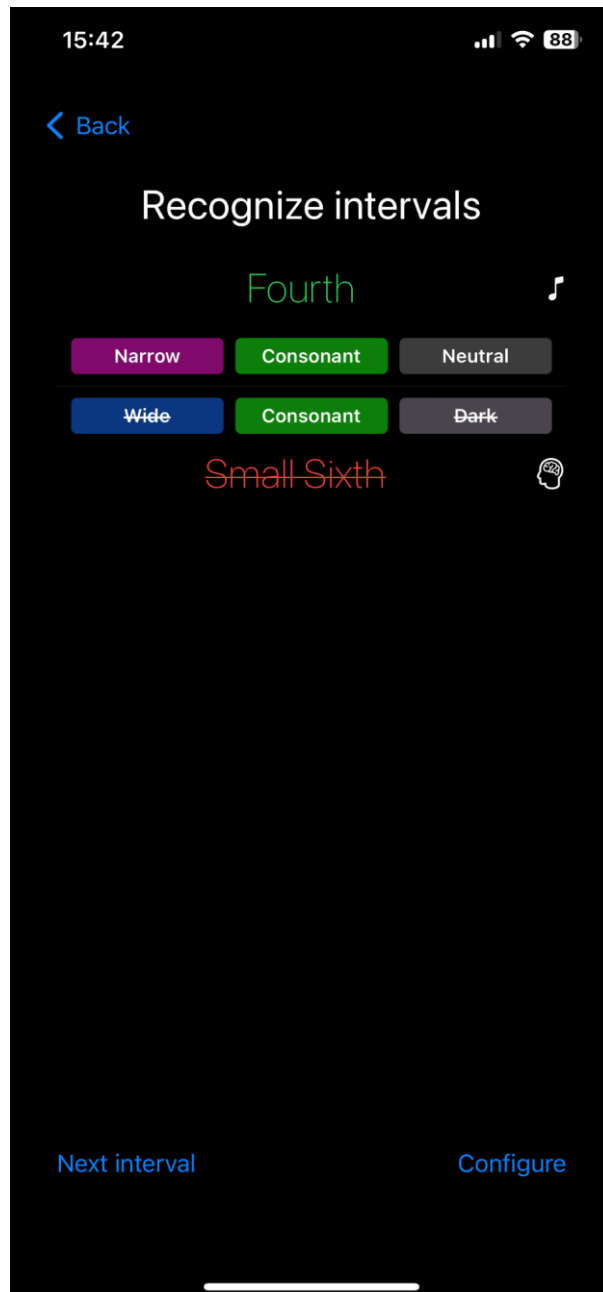 15:42 88
Back
Recognize intervals
Fourth
Narrow Consonant Neutral
Wide Consonant Dark
Small Sixth
Next interval Configure